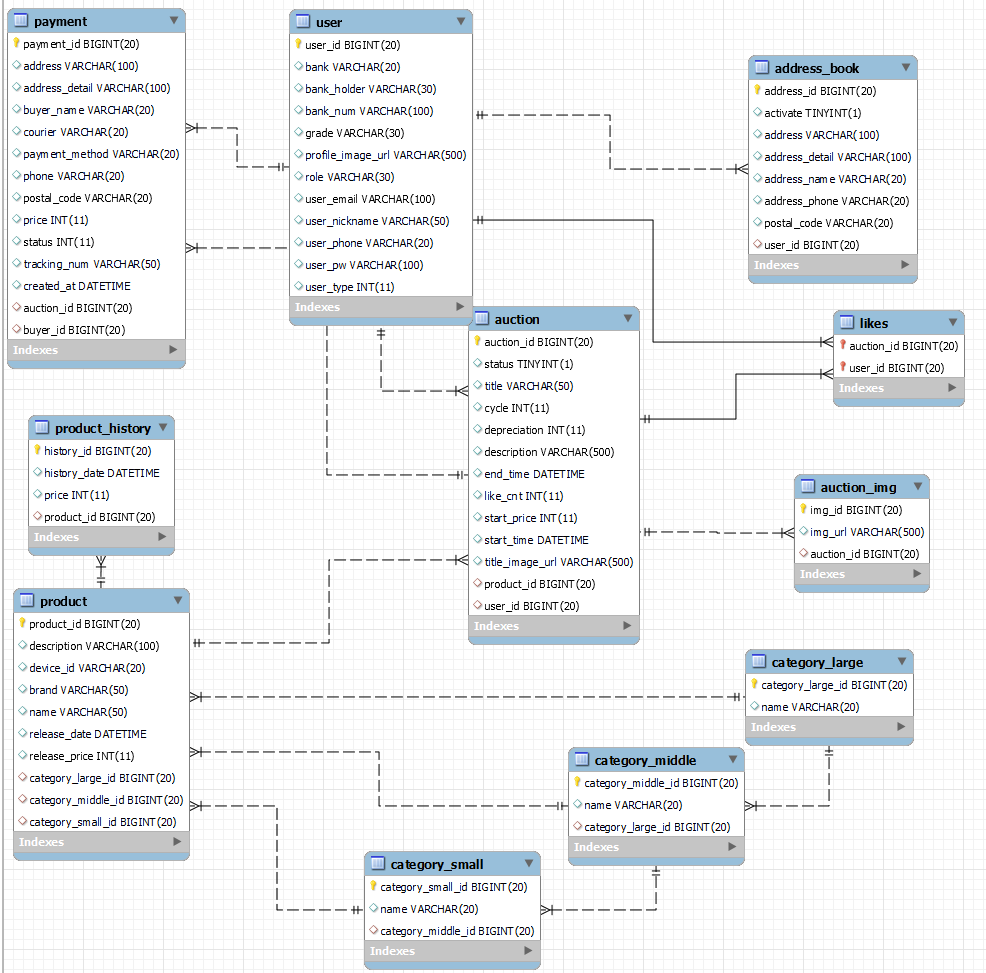 payment
payment_id BIGINT(20)
address VARCHAR(100)
address_detail VARCHAR(100)
buyer_name VARCHAR(20)
courier VARCHAR(20)
payment_method VARCHAR(20)
phone VARCHAR(20)
postal_code VARCHAR(20)
price INT(11)
status INT(11)
tracking_num VARCHAR(50)
created_at DATETIME
auction_id BIGINT(20)
buyer_id BIGINT(20)
Indexes
user
user_id BIGINT(20)
bank VARCHAR(20)
bank_holder VARCHAR(30)
bank_num VARCHAR(100)
grade VARCHAR(30)
profile_image_url VARCHAR(500)
role VARCHAR(30)
user_email VARCHAR(100)
user_nickname VARCHAR(50)
user_phone VARCHAR(20)
user_pw VARCHAR(100)
user_type INT(11)
Indexes
address_book
address_id BIGINT(20)
activate TINYINT(1)
address VARCHAR(100)
address_detail VARCHAR(100)
address_name VARCHAR(20)
address_phone VARCHAR(20)
postal_code VARCHAR(20)
user_id BIGINT(20)
Indexes
auction
auction_id BIGINT(20)
status TINYINT(1)
title VARCHAR(50)
cycle INT(11)
depreciation INT(11)
description VARCHAR(500)
end_time DATETIME
like_cnt INT(11)
start_price INT(11)
start_time DATETIME
title_image_url VARCHAR(500)
product_id BIGINT(20)
user_id BIGINT(20)
Indexes
likes
auction_id BIGINT(20)
user_id BIGINT(20)
Indexes
product_history
history_id BIGINT(20)
history_date DATETIME
price INT(11)
product_id BIGINT(20)
Indexes
auction_img
img_id BIGINT(20)
img_url VARCHAR(500)
auction_id BIGINT(20)
Indexes
product
product_id BIGINT(20)
description VARCHAR(100)
device_id VARCHAR(20)
brand VARCHAR(50)
name VARCHAR(50)
release_date DATETIME
release_price INT(11)
category_large_id BIGINT(20)
category_middle_id BIGINT(20)
category_small_id BIGINT(20)
Indexes
category_large
category_large_id BIGINT(20)
name VARCHAR(20)
Indexes
category_middle
category_middle_id BIGINT(20)
name VARCHAR(20)
category_large_id BIGINT(20)
Indexes
category_small
category_small_id BIGINT(20)
name VARCHAR(20)
category_middle_id BIGINT(20)
Indexes